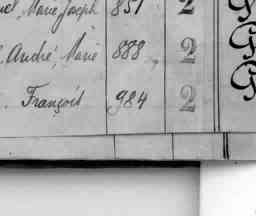 Marie Joseph 851 2
André, Marie 888 2
François 984 2